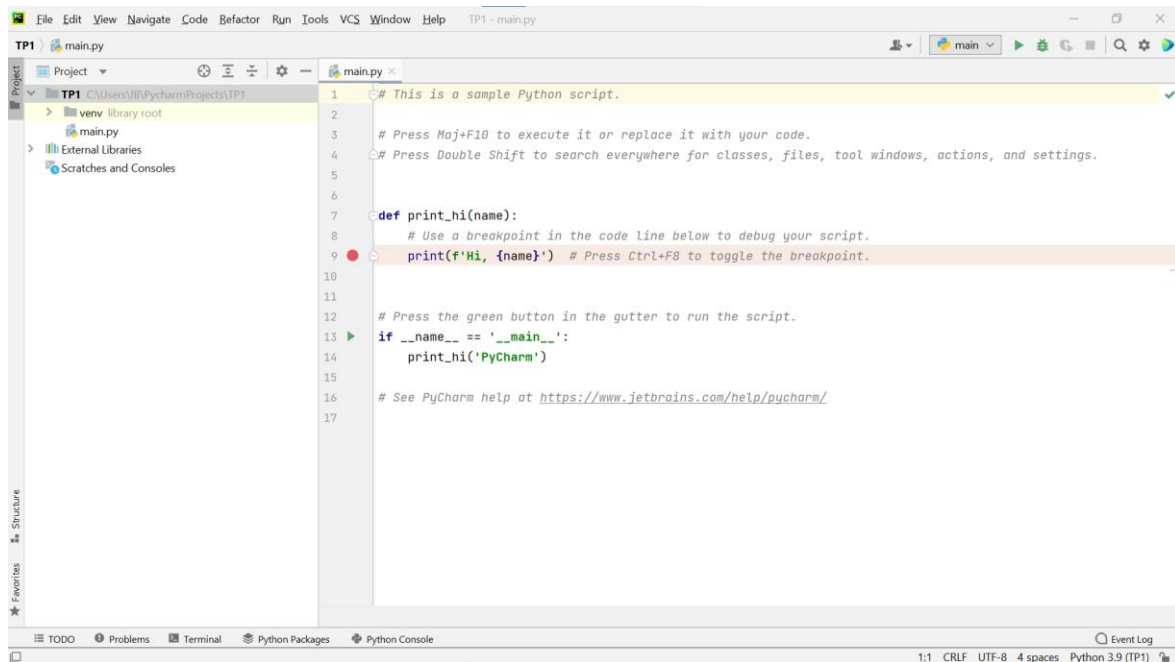 File Edit View Navigate Code Refactor Run Tools VCS Window Help TP1 - main.py
TP1 main.py main
Project
main.py
TP1 C:\Users\IB\PycharmProjects\TP1
venv library root
main.py
External Libraries
Scratches and Consoles
Project
Structure
Favorites
1 # This is a sample Python script.
2
3 # Press Maj+F10 to execute it or replace it with your code.
4 # Press Double Shift to search everywhere for classes, files, tool windows, actions, and settings.
5
6
7 def print_hi(name):
8 # Use a breakpoint in the code line below to debug your script.
9 print(f'Hi, {name}') # Press Ctrl+F8 to toggle the breakpoint.
10
11
12 # Press the green button in the gutter to run the script.
13 if __name__ == '__main__':
14 print_hi('PyCharm')
15
16 # See PyCharm help at https://www.jetbrains.com/help/pycharm/
17
TODO Problems Terminal Python Packages Python Console Event Log
1:1 CRLF UTF-8 4 spaces Python 3.9 (TP1)